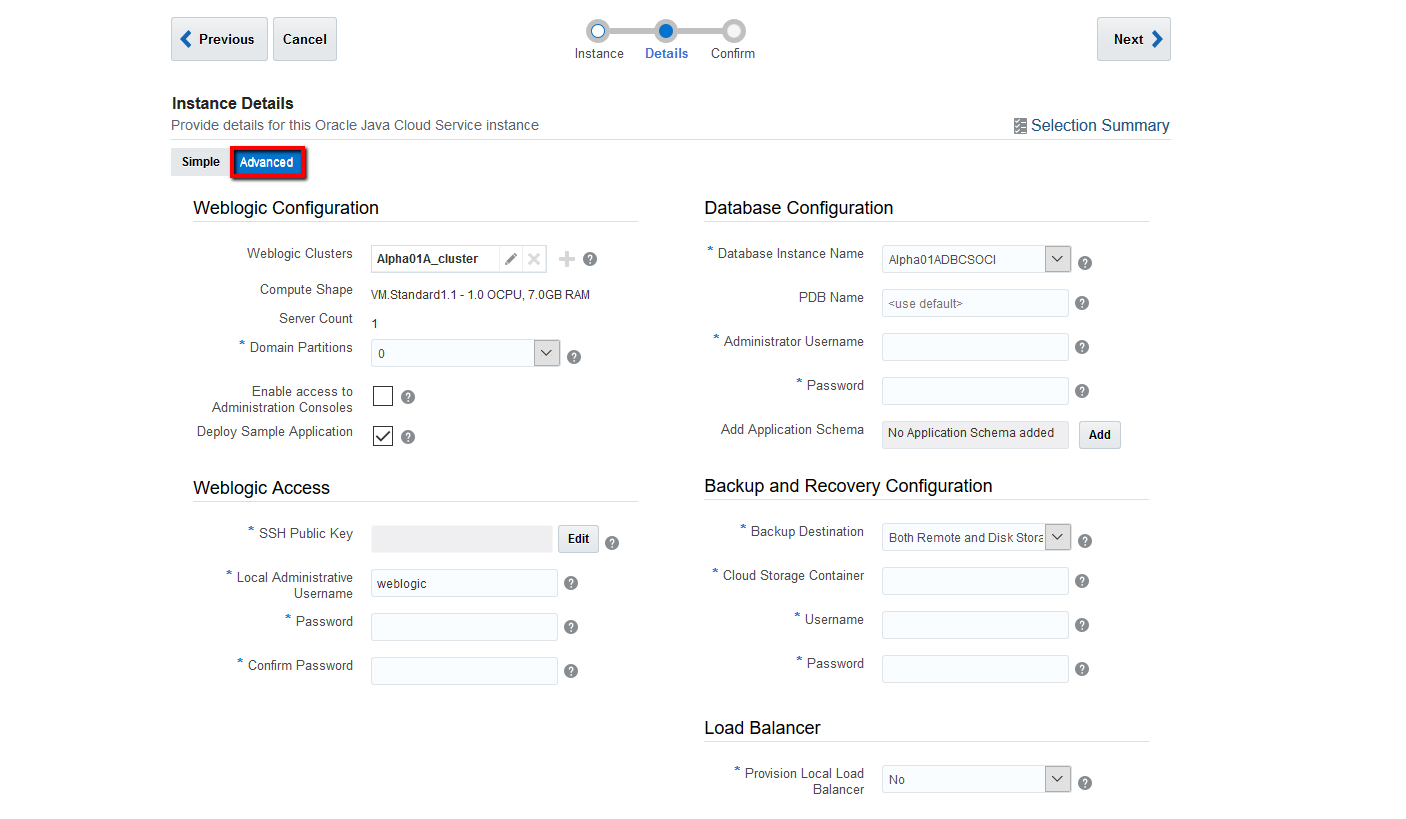 Previous
Cancel
Instance
Details
Confirm
Next
Instance Details
Provide details for this Oracle Java Cloud Service instance
Selection Summary
Simple
Advanced
Weblogic Configuration
Weblogic Clusters
Alpha01A_cluster
?
Compute Shape
VM.Standard1.1 - 1.0 OCPU, 7.0GB RAM
Server Count
1
* Domain Partitions
0
?
Enable access to
Administration Consoles
?
Deploy Sample Application
?
Weblogic Access
* SSH Public Key
Edit
?
* Local Administrative
Username
weblogic
?
* Password
?
* Confirm Password
?
Database Configuration
* Database Instance Name
Alpha01ADBCSOCI
?
PDB Name
<use default>
?
* Administrator Username
?
* Password
?
Add Application Schema
No Application Schema added
Add
Backup and Recovery Configuration
* Backup Destination
Both Remote and Disk Stora
?
* Cloud Storage Container
?
* Username
?
* Password
?
Load Balancer
* Provision Local Load
Balancer
No
?